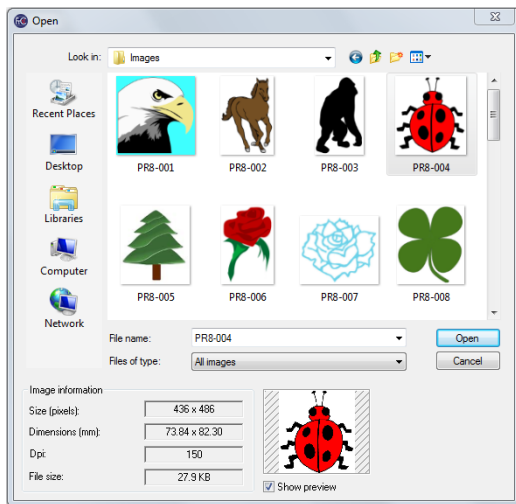 Open
Look in:
Images
Recent Places
Desktop
Libraries
Computer
Network
PR8-001
PR8-002
PR8-003
PR8-004
PR8-005
PR8-006
PR8-007
PR8-008
File name:
PR8-004
Open
Files of type:
All images
Cancel
Image information
Size (pixels):
436 x 486
Dimensions (mm):
73.84 x 82.30
Dpi:
150
File size:
27.9 KB
Show preview